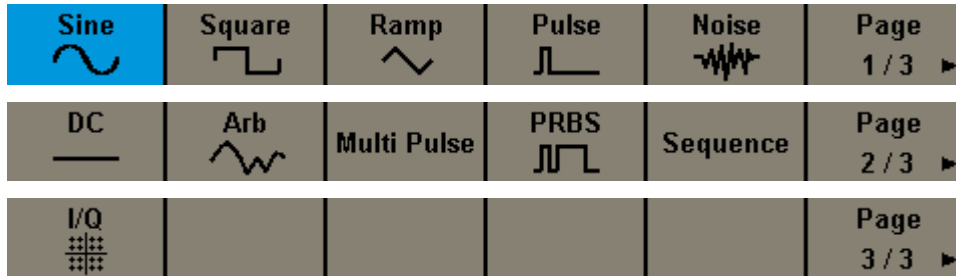 Sine Square Ramp Pulse Noise Page
1 / 3
DC Arb Multi Pulse PRBS Sequence Page
2 / 3
I/Q Page
3 / 3